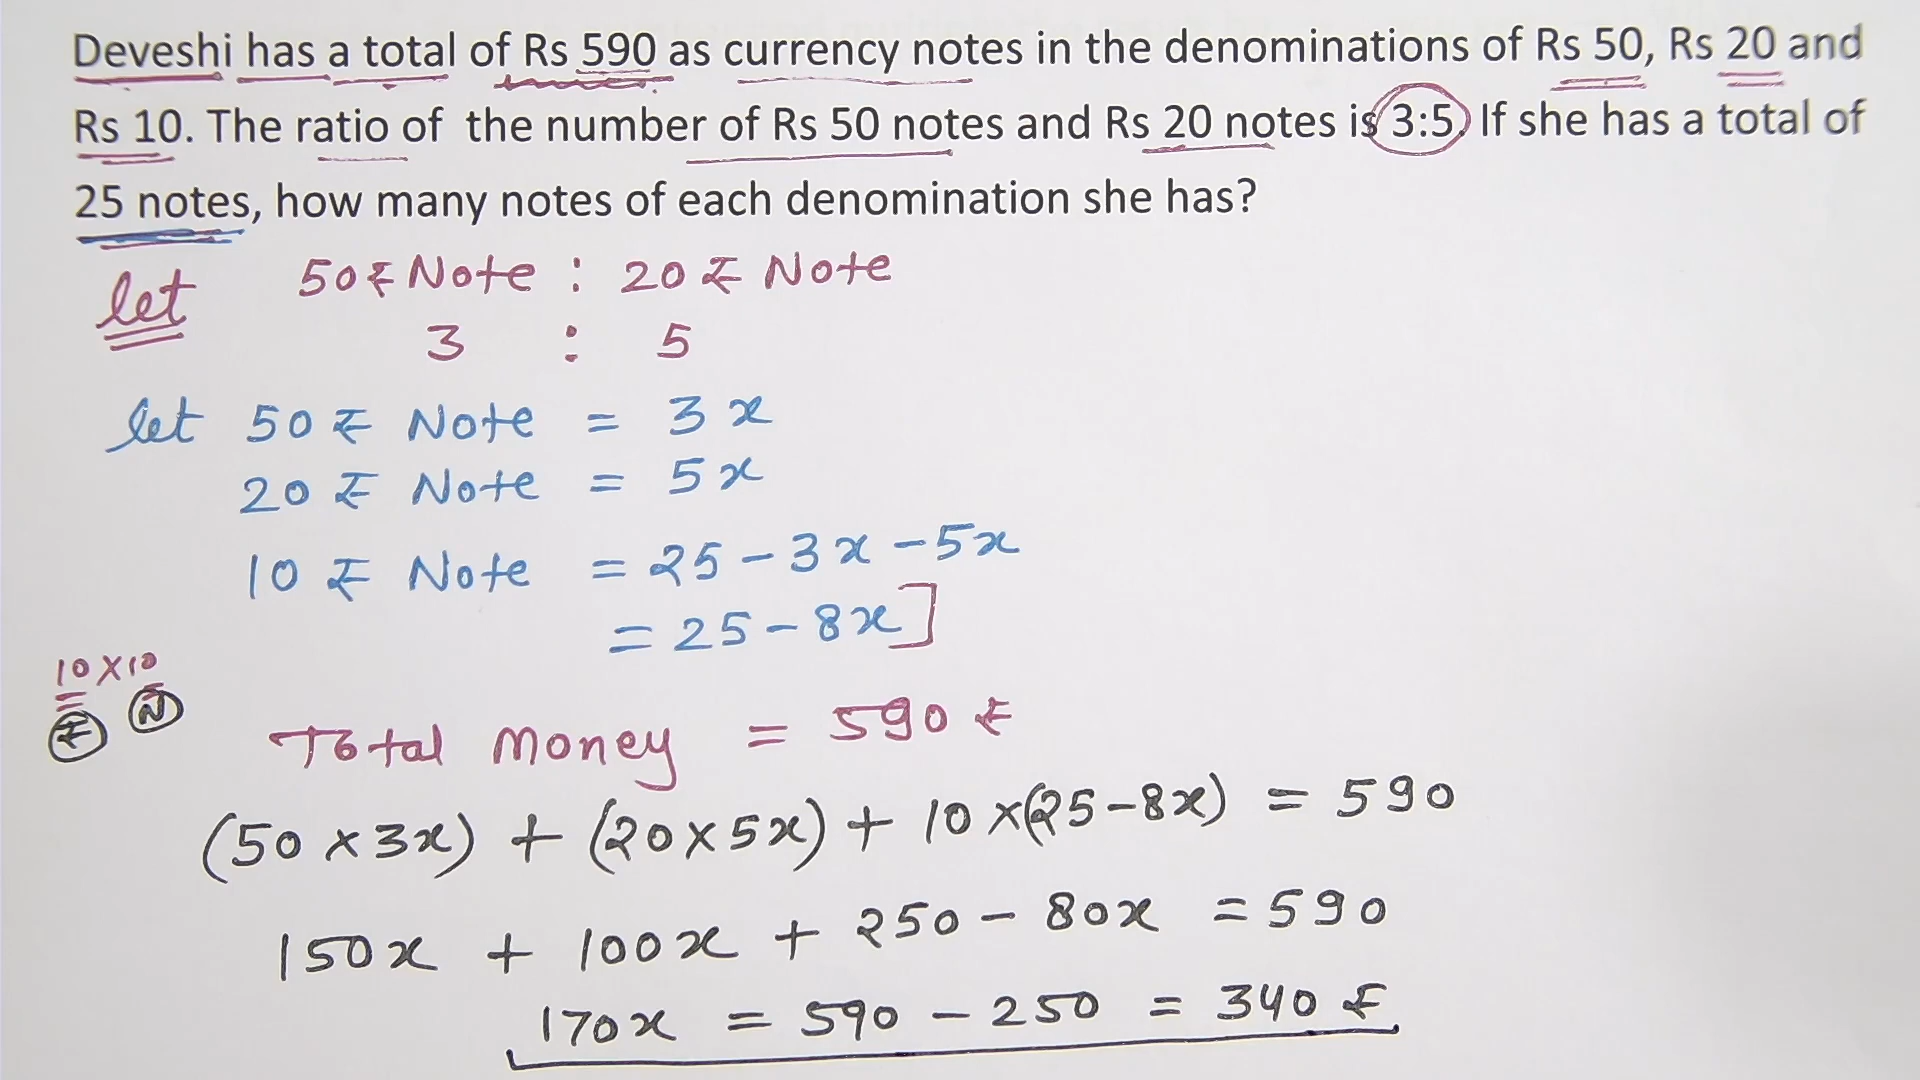 Deveshi has a total of Rs 590 as currency notes in the denominations of Rs 50, Rs 20 and
Rs 10. The ratio of the number of Rs 50 notes and Rs 20 notes is 3:5. If she has a total of
25 notes, how many notes of each denomination she has?
let 50₹ Note : 20 ₹ Note
3 : 5
let 50 ₹ Note = 3x
20 ₹ Note = 5x
10 ₹ Note = 25 - 3x - 5x
= 25 - 8x]
10 X 10
₹ N
Total Money = 590 ₹
(50 × 3x) + (20 × 5x) + 10 × (25 - 8x) = 590
150x + 100x + 250 - 80x = 590
170x = 590 - 250 = 340 ₹